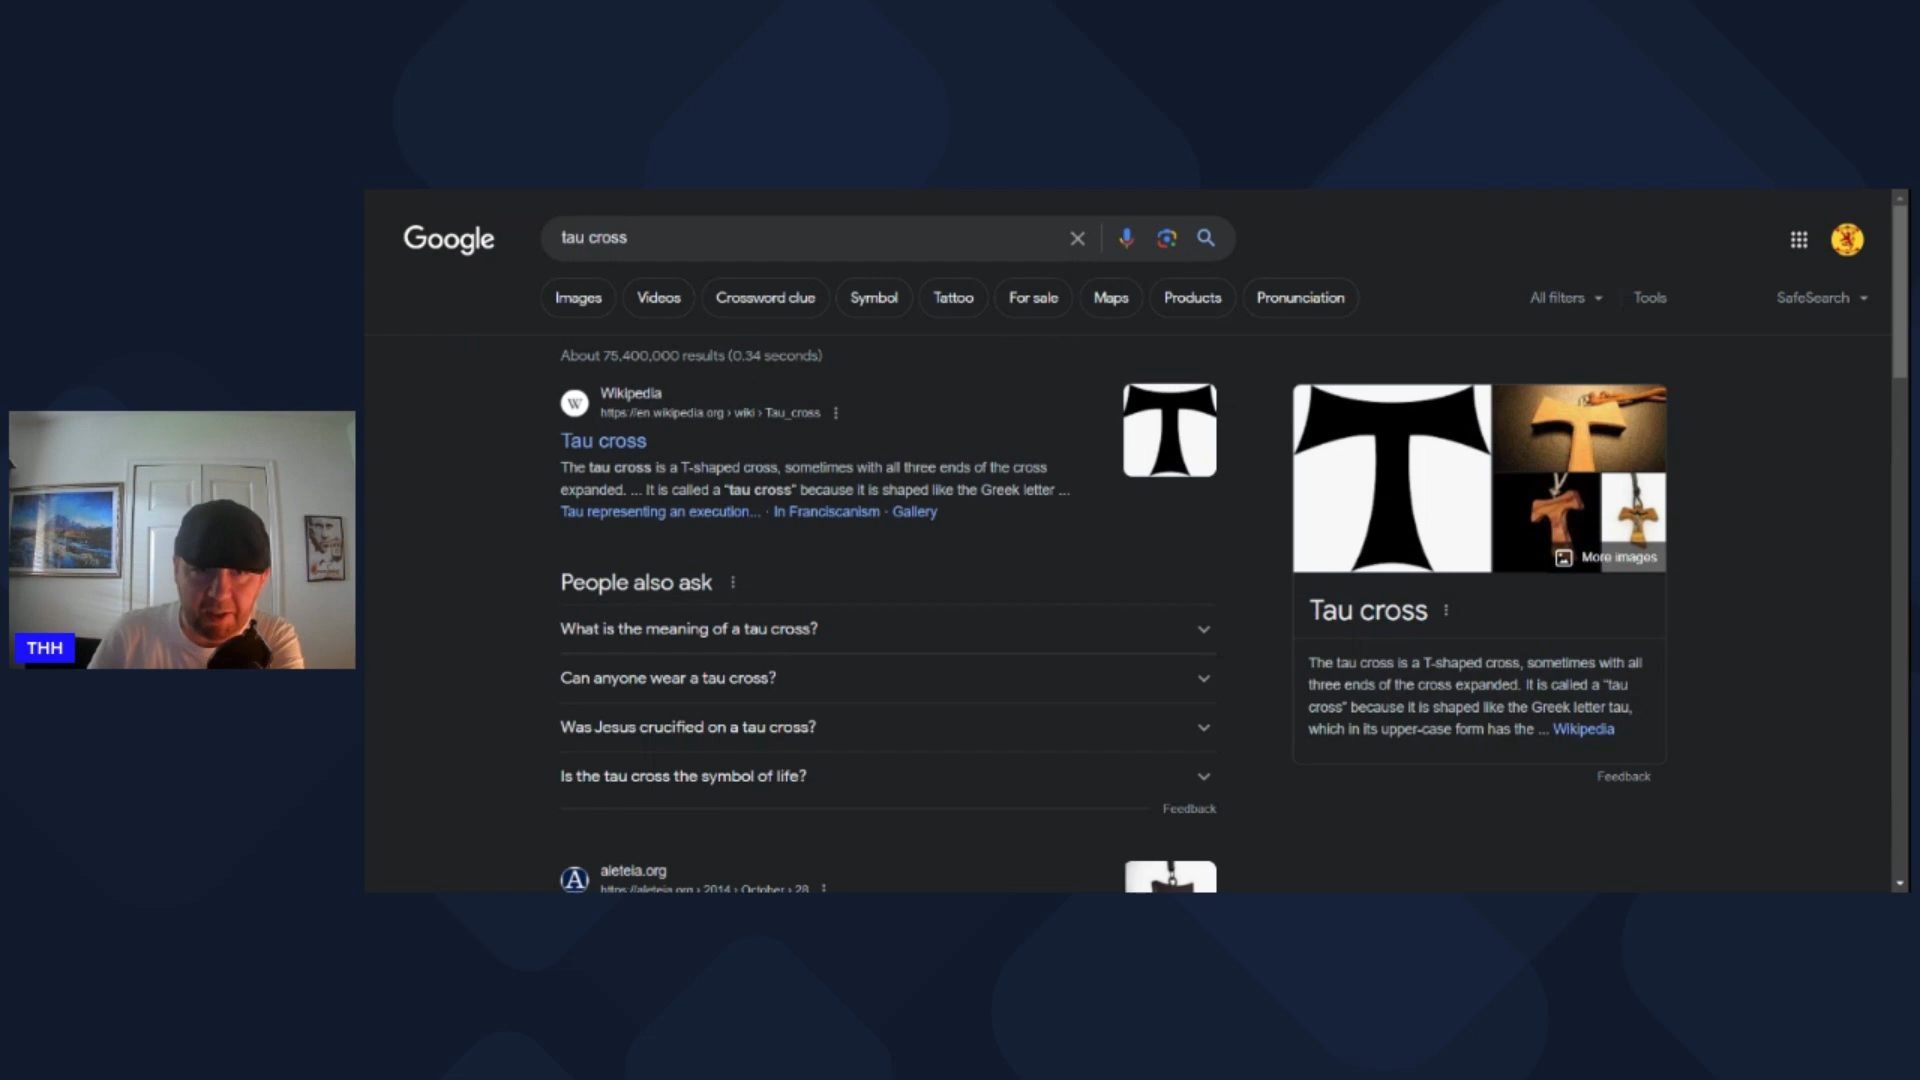 Google
tau cross
Images
Videos
Crossword clue
Symbol
Tattoo
For sale
Maps
Products
Pronunciation
All filters
Tools
SafeSearch
About 75,400,000 results (0.34 seconds)
W
Wikipedia
https://en.wikipedia.org › wiki › Tau_cross
Tau cross
The tau cross is a T-shaped cross, sometimes with all three ends of the cross
expanded. ... It is called a "tau cross" because it is shaped like the Greek letter ...
Tau representing an execution... · In Franciscanism · Gallery
People also ask
What is the meaning of a tau cross?
Can anyone wear a tau cross?
Was Jesus crucified on a tau cross?
Is the tau cross the symbol of life?
Feedback
A
aleteia.org
https://aleteia.org › 2014 › October › 28
More images
Tau cross
The tau cross is a T-shaped cross, sometimes with all
three ends of the cross expanded. It is called a "tau
cross" because it is shaped like the Greek letter tau,
which in its upper-case form has the ... Wikipedia
Feedback
THH